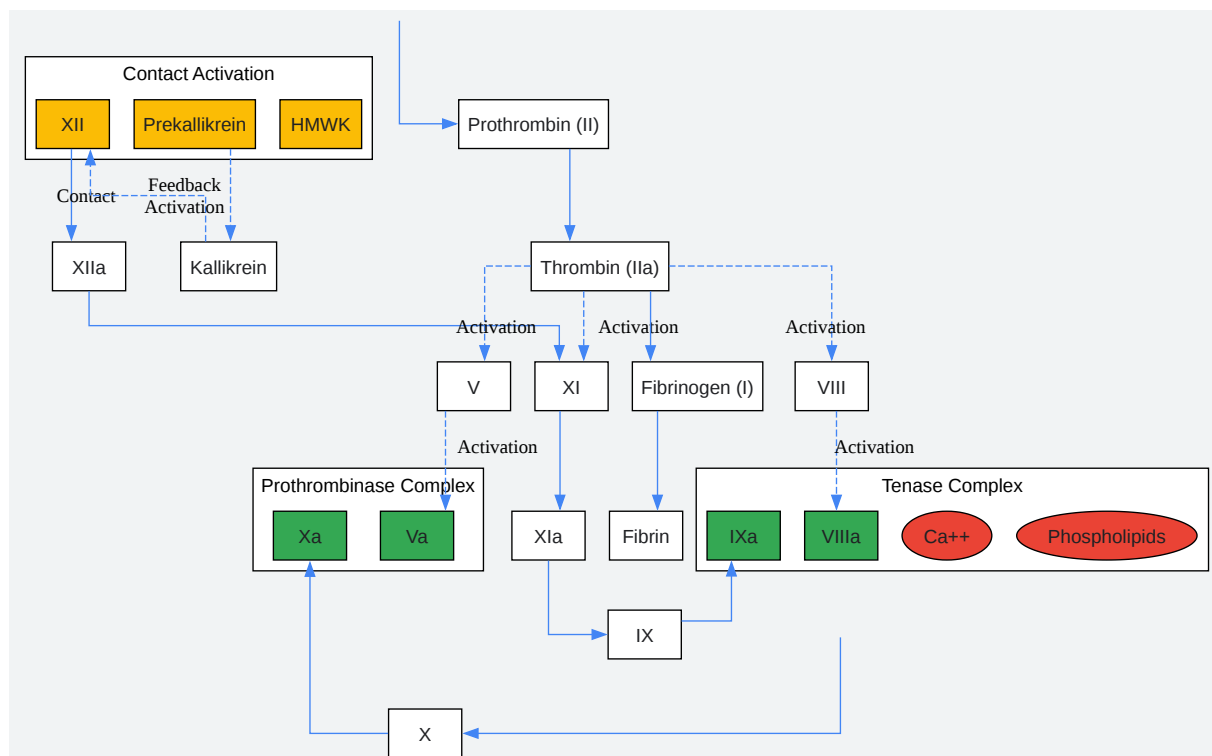 Contact Activation
XII
Prekallikrein
HMWK
Prothrombin (II)
Contact
Feedback
Activation
XIIa
Kallikrein
Thrombin (IIa)
Activation
Activation
Activation
V
XI
Fibrinogen (I)
VIII
Activation
Activation
Prothrombinase Complex
Xa
Va
XIa
Fibrin
Tenase Complex
IXa
VIIIa
Ca++
Phospholipids
IX
X